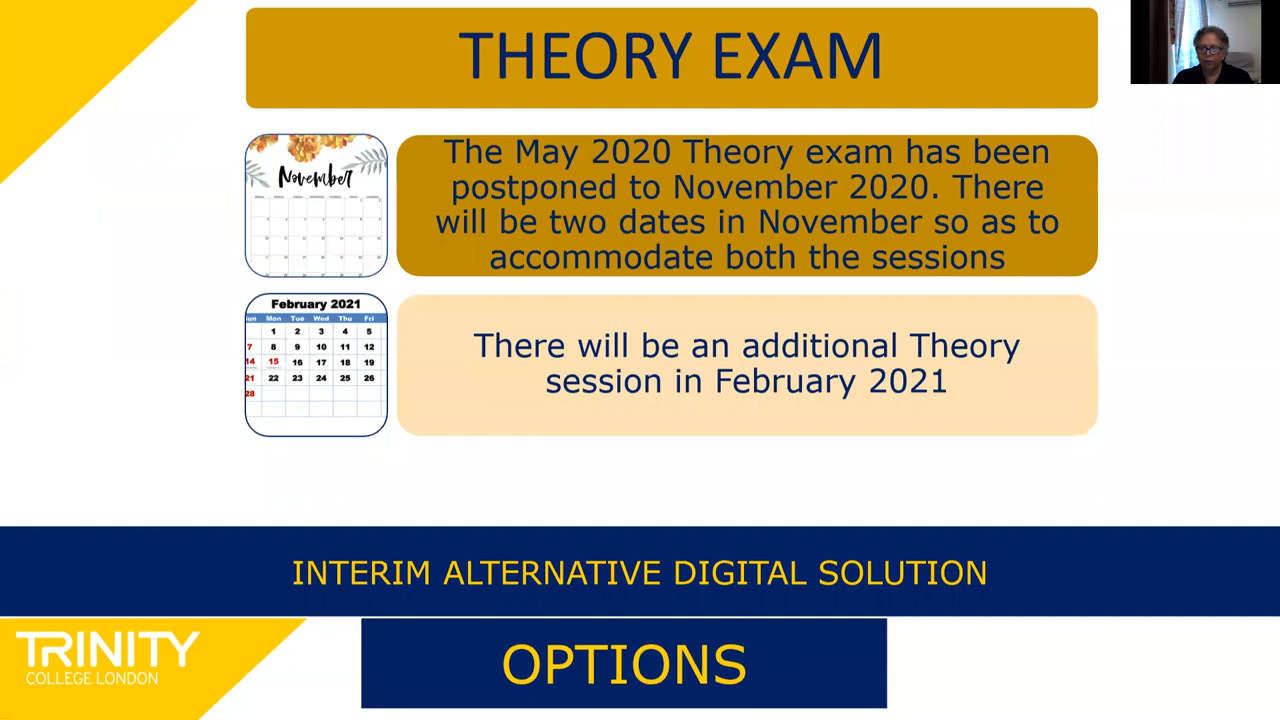 THEORY EXAM
November
The May 2020 Theory exam has been
postponed to November 2020. There
will be two dates in November so as to
accommodate both the sessions
February 2021
Sun Mon Tue Wed Thu Fri
1 2 3 4 5
7 8 9 10 11 12
14 15 16 17 18 19
21 22 23 24 25 26
28
There will be an additional Theory
session in February 2021
INTERIM ALTERNATIVE DIGITAL SOLUTION
TRINITY
COLLEGE LONDON
OPTIONS